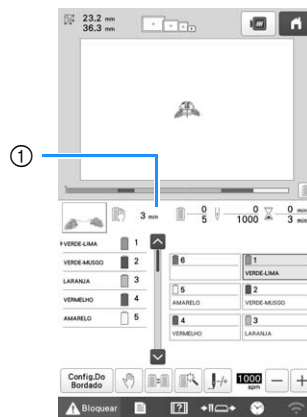 23.2 mm
36.3 mm
1
3 min
0
5
0
1000
0 min
3 min
VERDE-LIMA 1
VERDE-MUSGO 2
LARANJA 3
VERMELHO 4
AMARELO 5
6
1
VERDE-LIMA
5
AMARELO
2
VERDE-MUSGO
4
VERMELHO
3
LARANJA
Config.Do
Bordado
1000
spm
- +
Bloquear
?